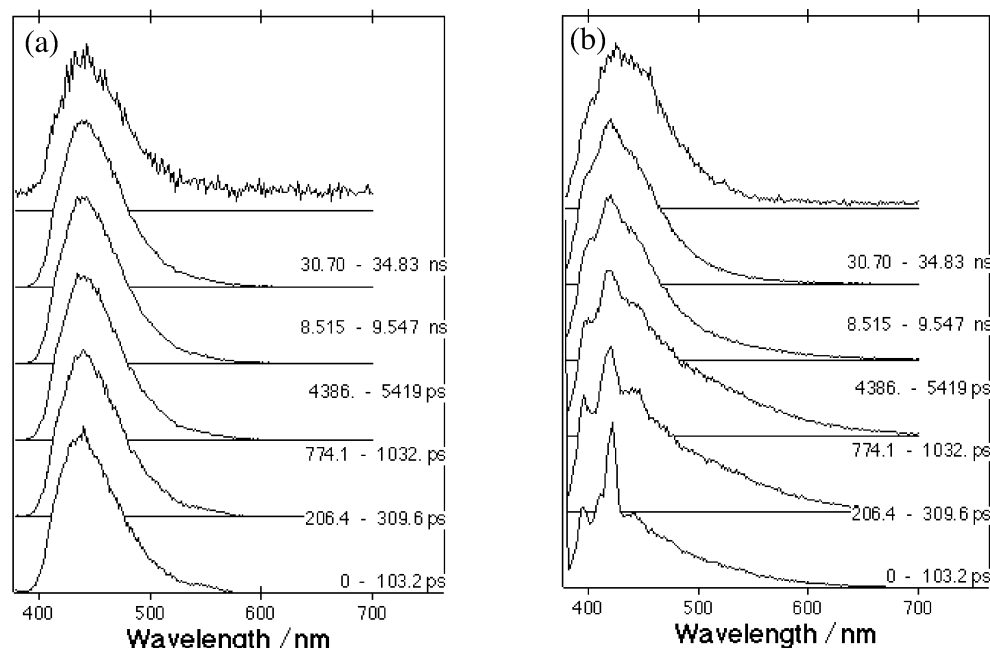 (a)
30.70 - 34.83 ns
8.515 - 9.547 ns
4386. - 5419 ps
774.1 - 1032. ps
206.4 - 309.6 ps
0 - 103.2 ps
400 500 600 700
Wavelength / nm
(b)
30.70 - 34.83 ns
8.515 - 9.547 ns
4386. - 5419 ps
774.1 - 1032. ps
206.4 - 309.6 ps
0 - 103.2 ps
400 500 600 700
Wavelength / nm